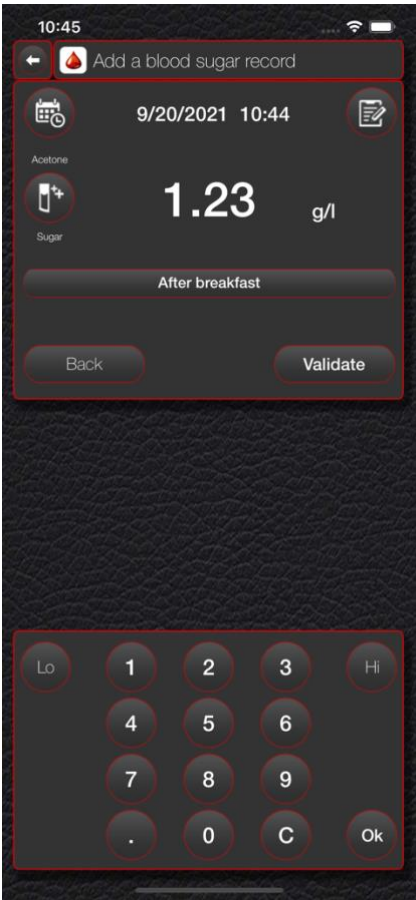 10:45
Add a blood sugar record
9/20/2021 10:44
Acetone
1.23 g/l
Sugar
After breakfast
Back Validate
Lo 1 2 3 Hi
4 5 6
7 8 9
. 0 C Ok